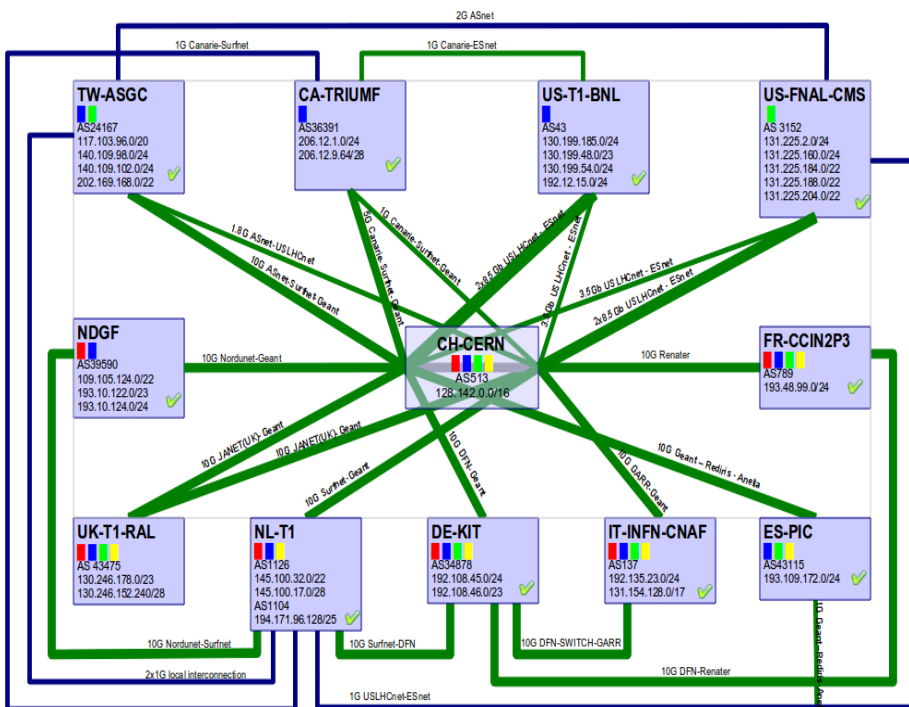 2G ASnet
1G Canarie-Surfnet
1G Canarie-ESnet
TW-ASGC
AS24167
117.103.96.0/20
140.109.98.0/24
140.109.102.0/24
202.169.168.0/22
CA-TRIUMF
AS36391
206.12.1.0/24
206.12.9.64/28
US-T1-BNL
AS43
130.199.185.0/24
130.199.48.0/23
130.199.54.0/24
192.12.15.0/24
US-FNAL-CMS
AS 3152
131.225.2.0/24
131.225.160.0/24
131.225.184.0/22
131.225.188.0/22
131.225.204.0/22
1.8G ASnet-USLHCnet
10G ASnet-Surfnet Geant
5G Canarie-Surfnet-Geant
1G Canarie-Surfnet-Geant
2x8.5Gb USLHCnet - ESnet
3.5Gb USLHCnet - ESnet
3.5Gb USLHCnet - ESnet
2x8.5Gb USLHCnet - ESnet
NDGF
AS39590
109.105.124.0/22
193.10.122.0/23
193.10.124.0/24
10G Nordunet-Geant
CH-CERN
AS513
128.142.0.0/16
10G Renater
FR-CCIN2P3
AS789
193.48.99.0/24
10G JANET(UK)- Geant
10G JANET(UK)- Geant
10G Surfnet-Geant
10G DFN-Geant
10G GARR-Geant
10G Geant – Rediris - Anella
UK-T1-RAL
AS 43475
130.246.178.0/23
130.246.152.240/28
NL-T1
AS1126
145.100.32.0/22
145.100.17.0/28
AS1104
194.171.96.128/25
DE-KIT
AS34878
192.108.45.0/24
192.108.46.0/23
IT-INFN-CNAF
AS137
192.135.23.0/24
131.154.128.0/17
ES-PIC
AS43115
193.109.172.0/24
10G Nordunet-Surfnet
10G Surfnet-DFN
10G DFN-SWITCH-GARR
2x1G local interconnection
10G DFN-Renater
1G USLHCnet-ESnet
1G Geant – Rediris-Ane